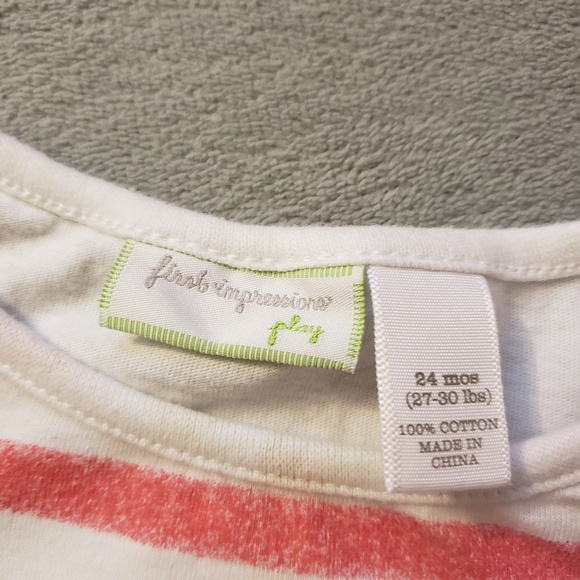 first impressions
play
24 mos
(27-30 lbs)
100% COTTON
MADE IN
CHINA